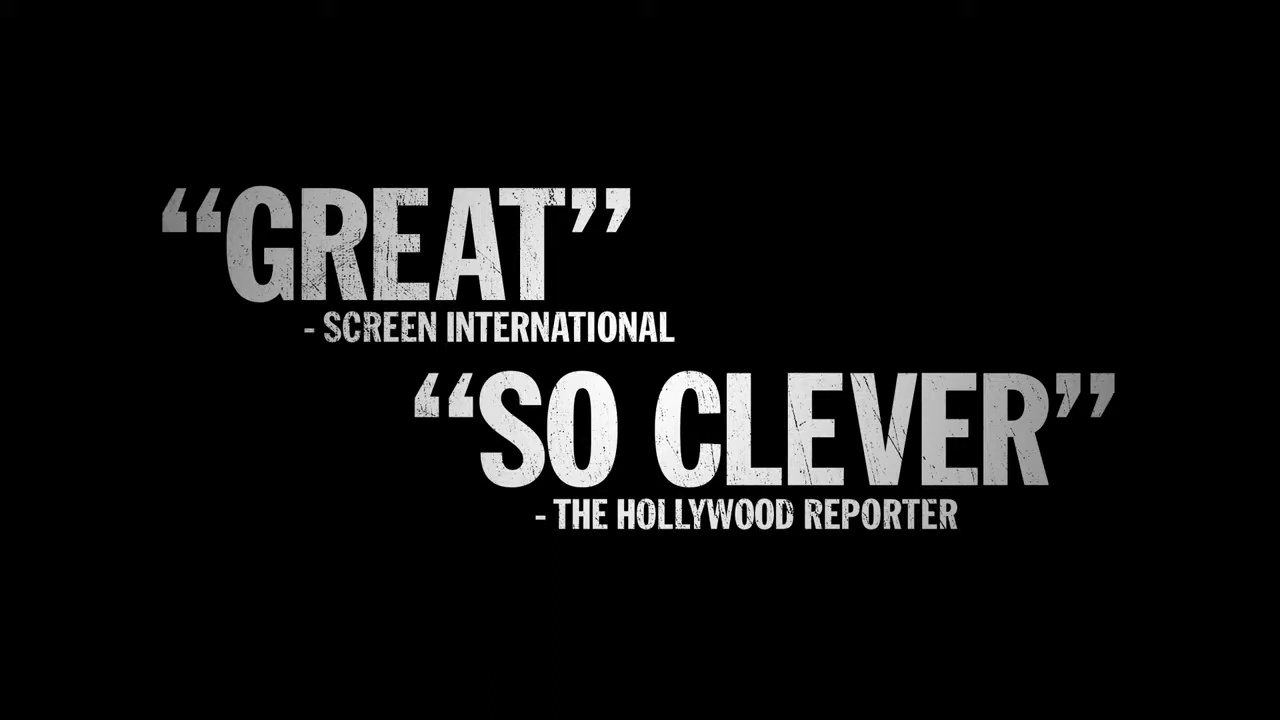 “GREAT”
- SCREEN INTERNATIONAL
“SO CLEVER”
- THE HOLLYWOOD REPORTER